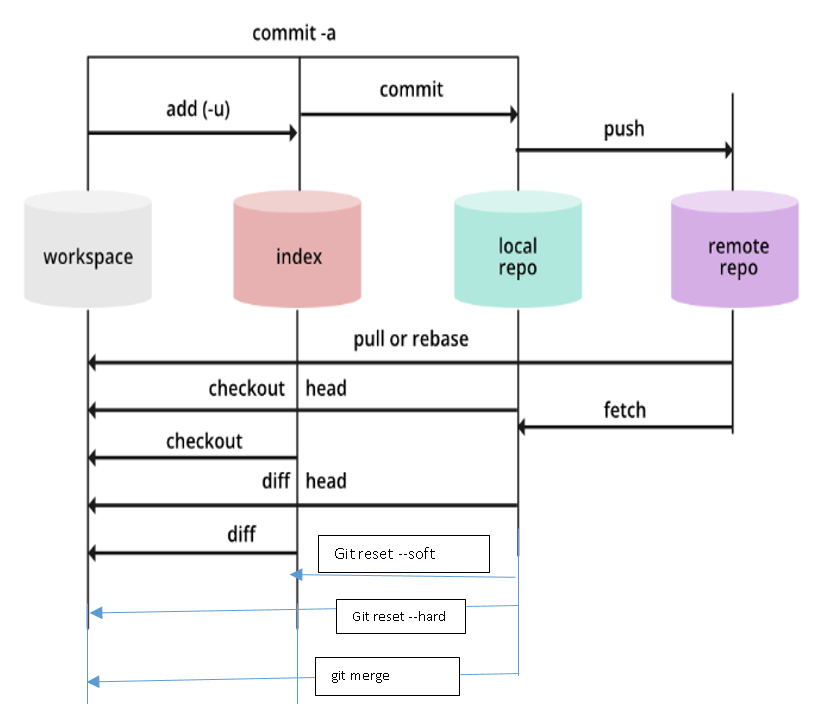 commit -a
commit
add (-u)
push
workspace
index
local
repo
remote
repo
pull or rebase
checkout head
fetch
checkout
diff head
diff
Git reset --soft
Git reset --hard
git merge